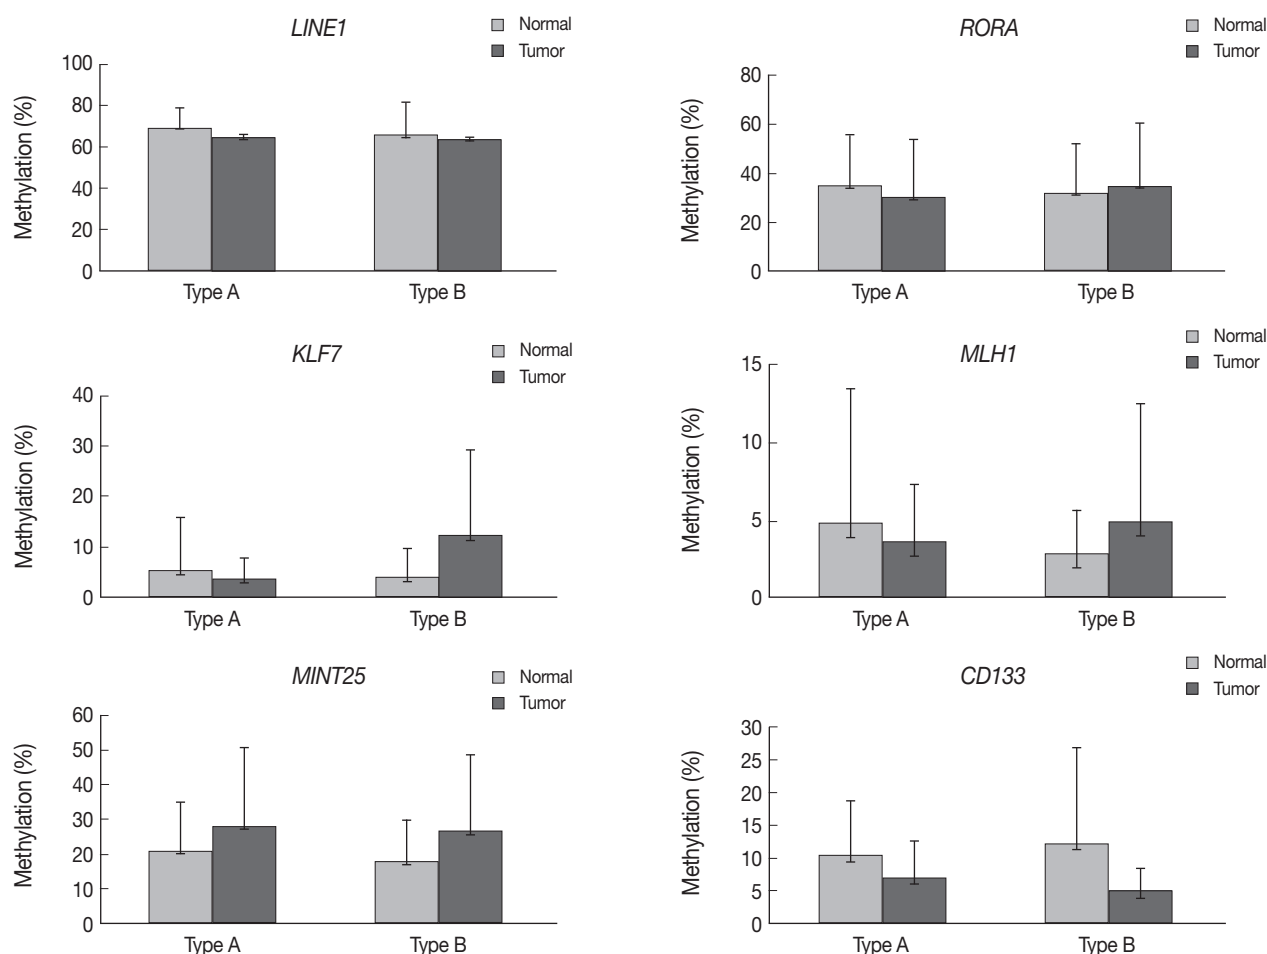 LINE1
Normal
Tumor
Methylation (%)
100
80
60
40
20
0
Type A
Type B
RORA
Normal
Tumor
Methylation (%)
80
60
40
20
0
Type A
Type B
KLF7
Normal
Tumor
Methylation (%)
40
30
20
10
0
Type A
Type B
MLH1
Normal
Tumor
Methylation (%)
15
10
5
0
Type A
Type B
MINT25
Normal
Tumor
Methylation (%)
60
50
40
30
20
10
0
Type A
Type B
CD133
Normal
Tumor
Methylation (%)
30
25
20
15
10
5
0
Type A
Type B